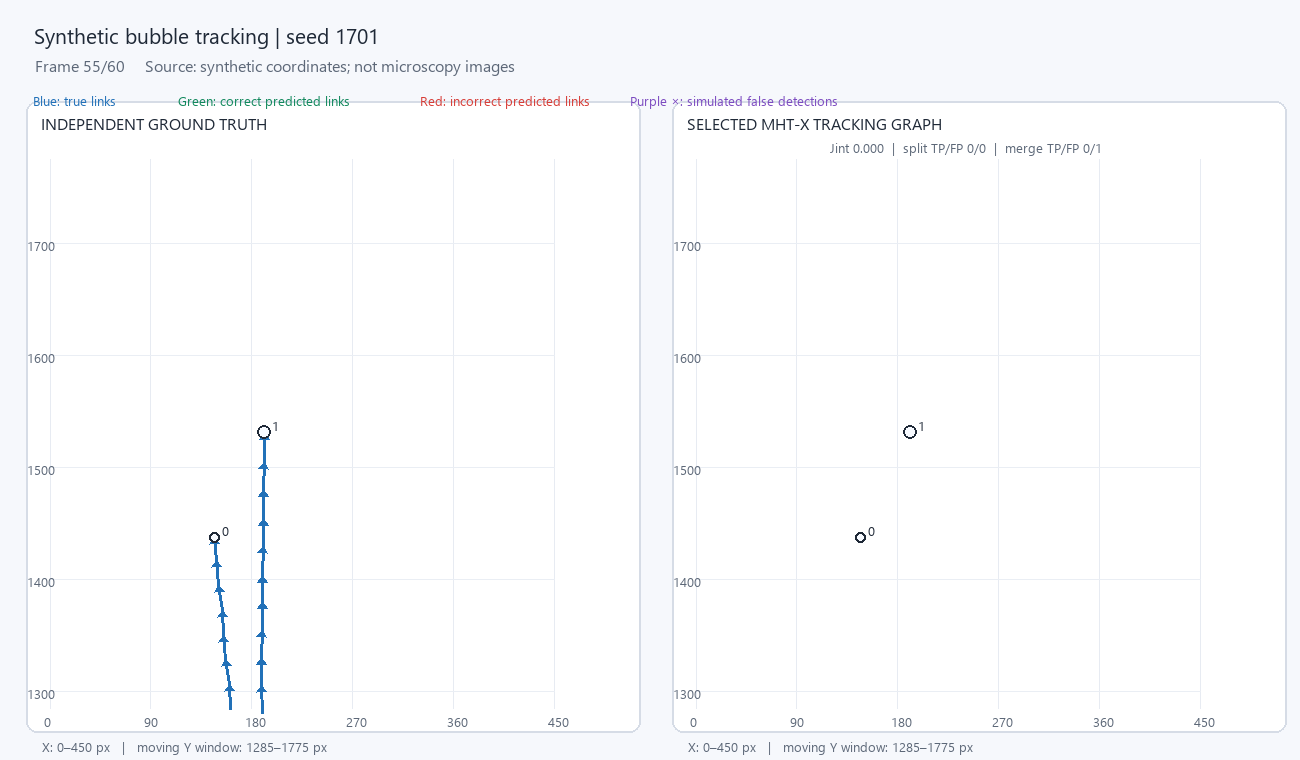 Synthetic bubble tracking | seed 1701
Frame 55/60 Source: synthetic coordinates; not microscopy images
Blue: true links Green: correct predicted links Red: incorrect predicted links Purple ×: simulated false detections
INDEPENDENT GROUND TRUTH
1700
1600
1500
1400
1300
1
0
0 90 180 270 360 450
X: 0–450 px | moving Y window: 1285–1775 px
SELECTED MHT-X TRACKING GRAPH
Jint 0.000 | split TP/FP 0/0 | merge TP/FP 0/1
1700
1600
1500
1400
1300
1
0
0 90 180 270 360 450
X: 0–450 px | moving Y window: 1285–1775 px